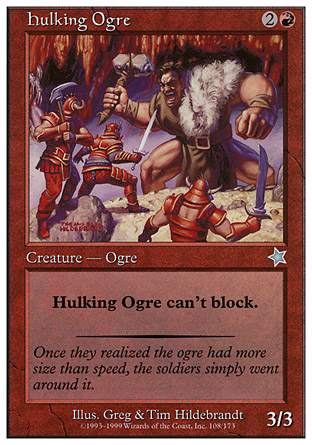 Hulking Ogre 2
Creature — Ogre
Hulking Ogre can't block.
Once they realized the ogre had more
size than speed, the soldiers simply went
around it.
Illus. Greg & Tim Hildebrandt
©1993-1999 Wizards of the Coast, Inc. 108/173
3/3